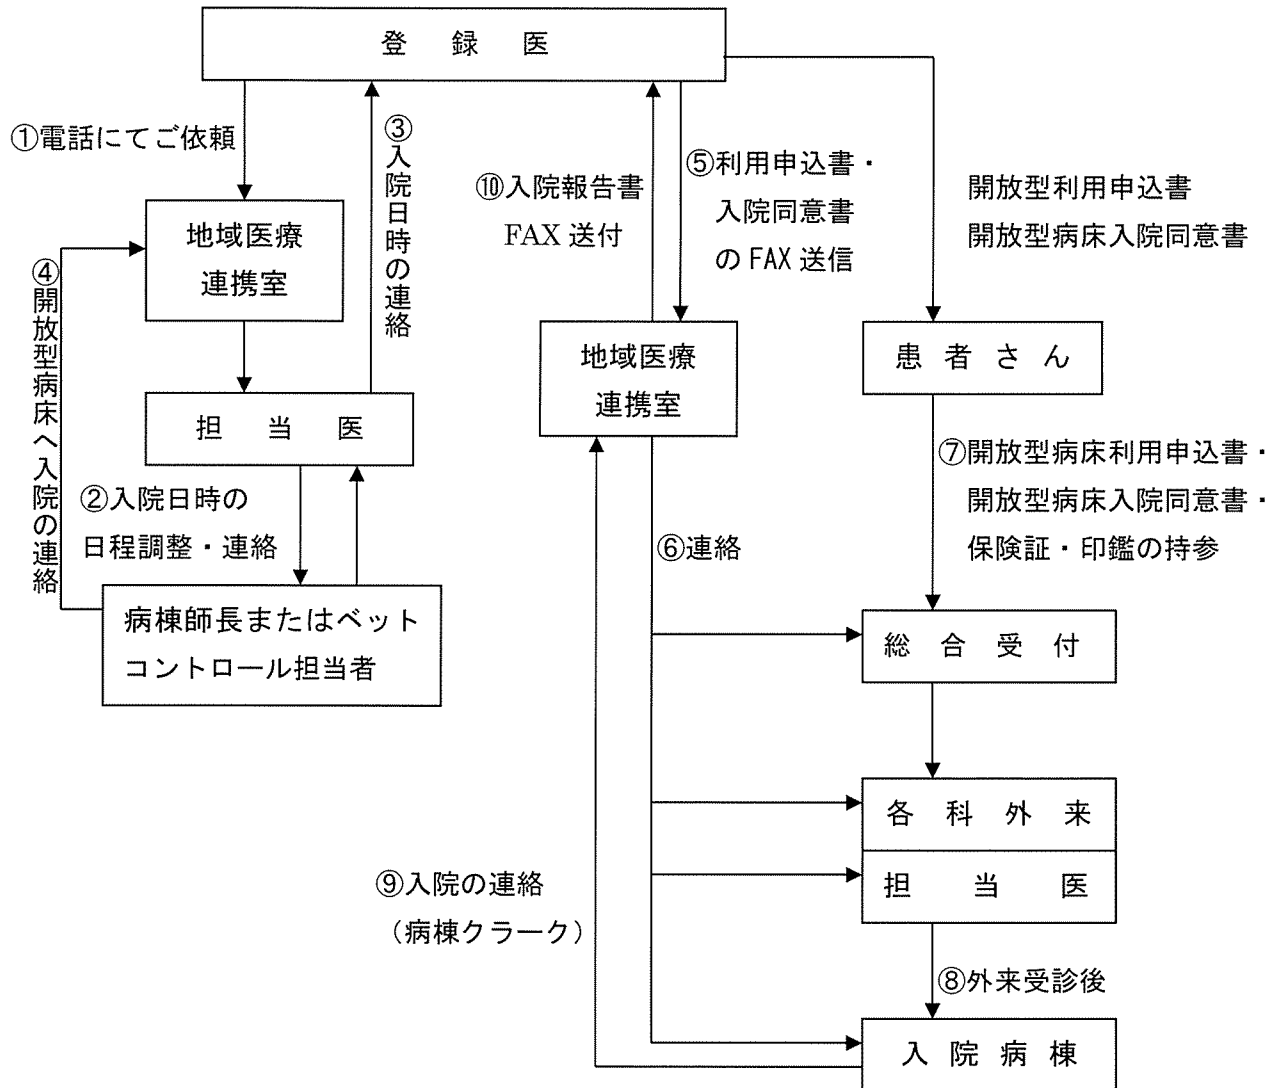 登録医
①電話にてご依頼
③入院日時の連絡
⑩入院報告書
FAX 送付
⑤利用申込書・
入院同意書
の FAX 送信
開放型利用申込書
開放型病床入院同意書
地域医療
連携室
④開放型病床へ入院の連絡
担当医
②入院日時の
日程調整・連絡
病棟師長またはベット
コントロール担当者
地域医療
連携室
患者さん
⑦開放型病床利用申込書・
開放型病床入院同意書・
保険証・印鑑の持参
⑥連絡
総合受付
各科外来
担当医
⑨入院の連絡
（病棟クラーク）
⑧外来受診後
入院病棟